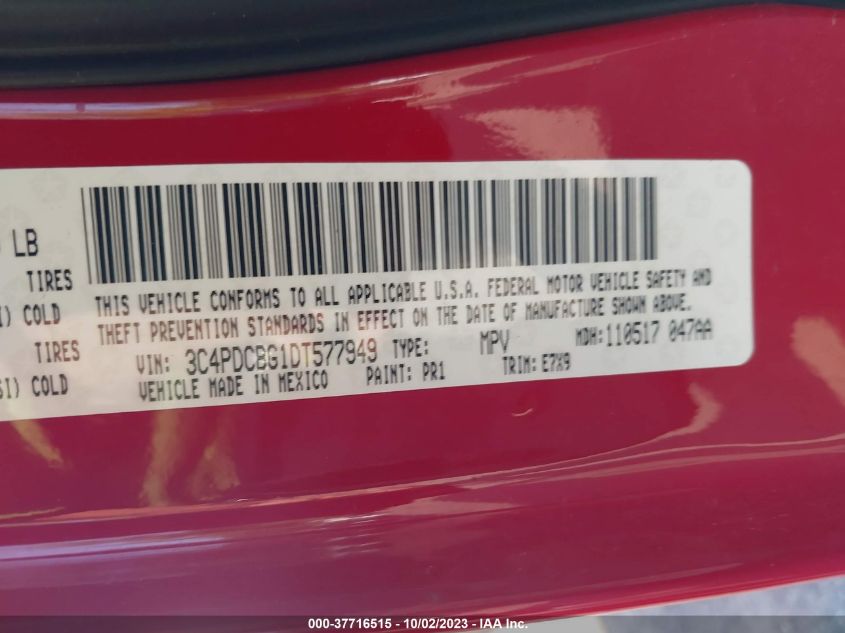 LB
TIRES
COLD
TIRES
SI) COLD
THIS VEHICLE CONFORMS TO ALL APPLICABLE U.S.A. FEDERAL MOTOR VEHICLE SAFETY AND
THEFT PREVENTION STANDARDS IN EFFECT ON THE DATE OF MANUFACTURE SHOWN ABOVE.
VIN: 3C4PDCBG1DT577949 TYPE: MPV MDH:110517 047AA
VEHICLE MADE IN MEXICO PAINT: PR1 TRIM: E7X9
000-37716515 - 10/02/2023 - IAA Inc.